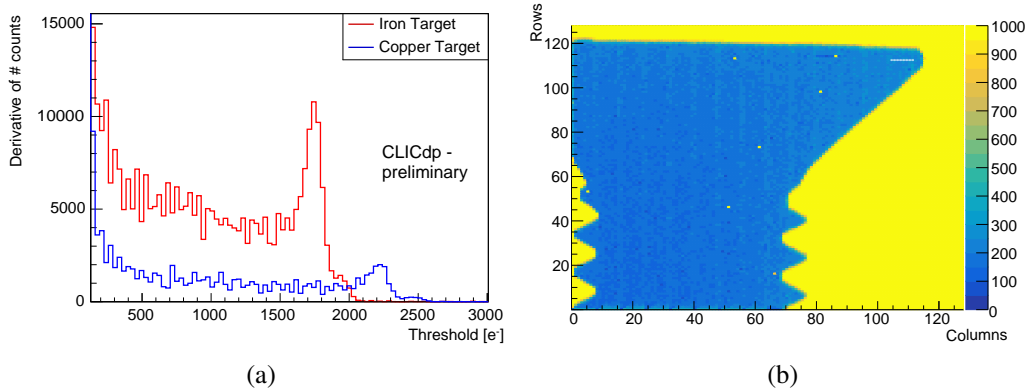 15000
10000
5000
0
Derivative of # counts
Iron Target
Copper Target
CLICdp -
preliminary
500 1000 1500 2000 2500 3000
Threshold [e-]
(a)
Rows
120
100
80
60
40
20
0
0 20 40 60 80 100 120
Columns
1000
900
800
700
600
500
400
300
200
100
0
(b)